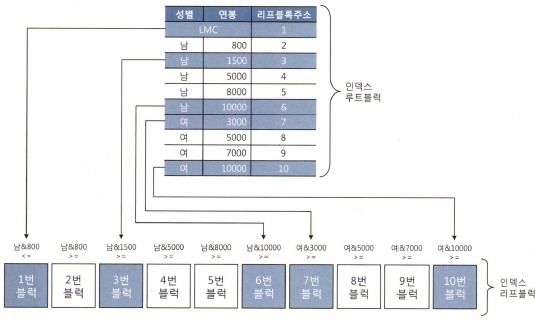 성별 연봉 리프블록주소
LMC 1
남 800 2
남 1500 3
남 5000 4
남 8000 5
남 10000 6
여 3000 7
여 5000 8
여 7000 9
여 10000 10
인덱스
루트블럭
남&800 남&800 남&1500 남&5000 남&8000 남&10000 여&3000 여&5000 여&7000 여&10000
<= >= >= >= >= >= >= >= >= >=
1번 2번 3번 4번 5번 6번 7번 8번 9번 10번
블럭 블럭 블럭 블럭 블럭 블럭 블럭 블럭 블럭 블럭
인덱스
리프블럭